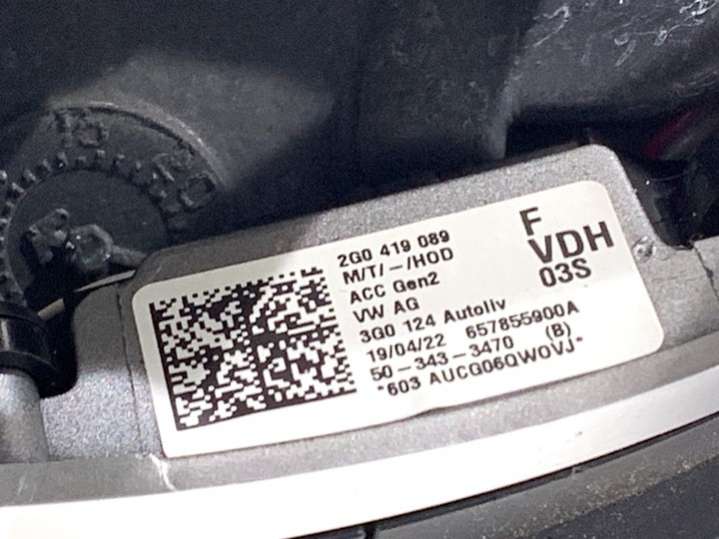 2G0 419 089
M/T/-/HOD
ACC Gen2
VW AG
3G0 124 Autoliv
19/04/22 657855900A
50-343-3470 (B)
*603 AUCG06QWOVJ*
F
VDH
03S